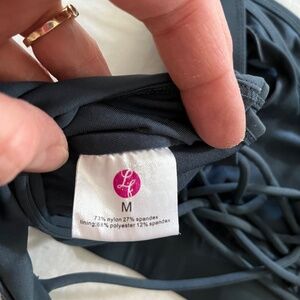 M
73% nylon 27% spandex
lining:88% polyester 12% spandex